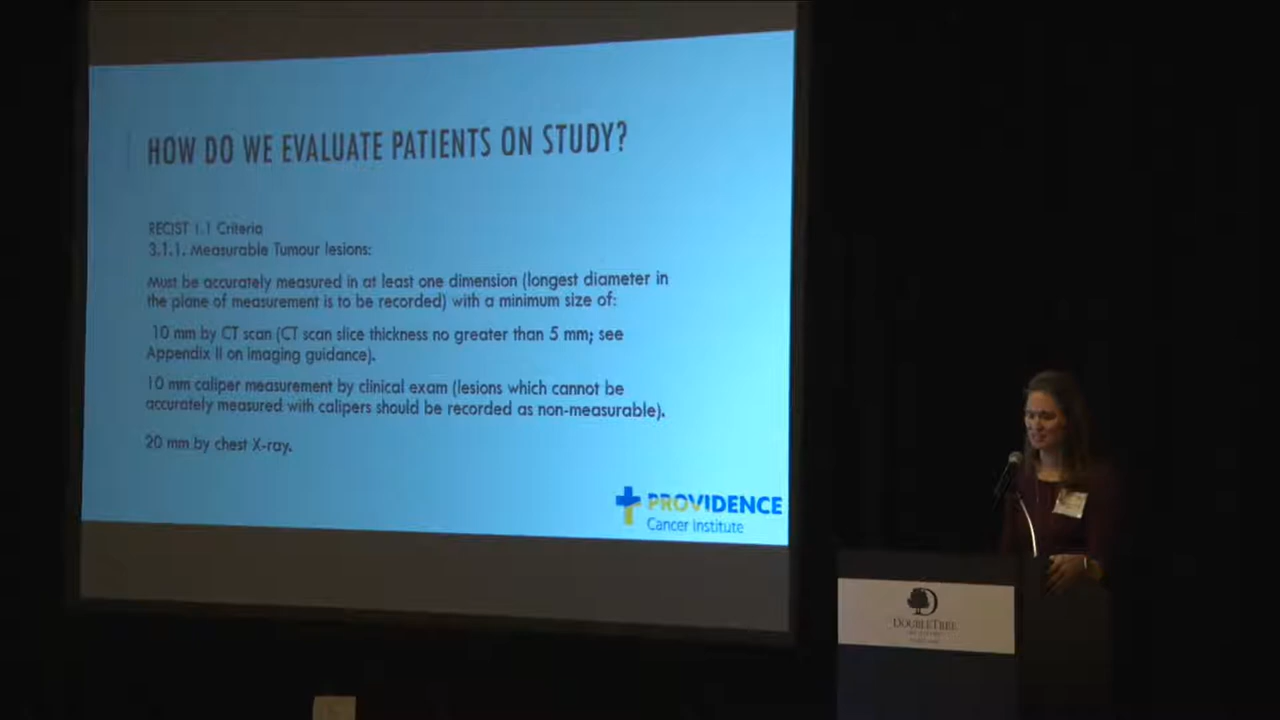 HOW DO WE EVALUATE PATIENTS ON STUDY?
RECIST 1.1 Criteria
3.1.1. Measurable Tumour lesions:
Must be accurately measured in at least one dimension (longest diameter in
the plane of measurement is to be recorded) with a minimum size of:
10 mm by CT scan (CT scan slice thickness no greater than 5 mm; see
Appendix II on imaging guidance).
10 mm caliper measurement by clinical exam (lesions which cannot be
accurately measured with calipers should be recorded as non-measurable).
20 mm by chest X-ray.
PROVIDENCE
Cancer Institute
DOUBLETREE